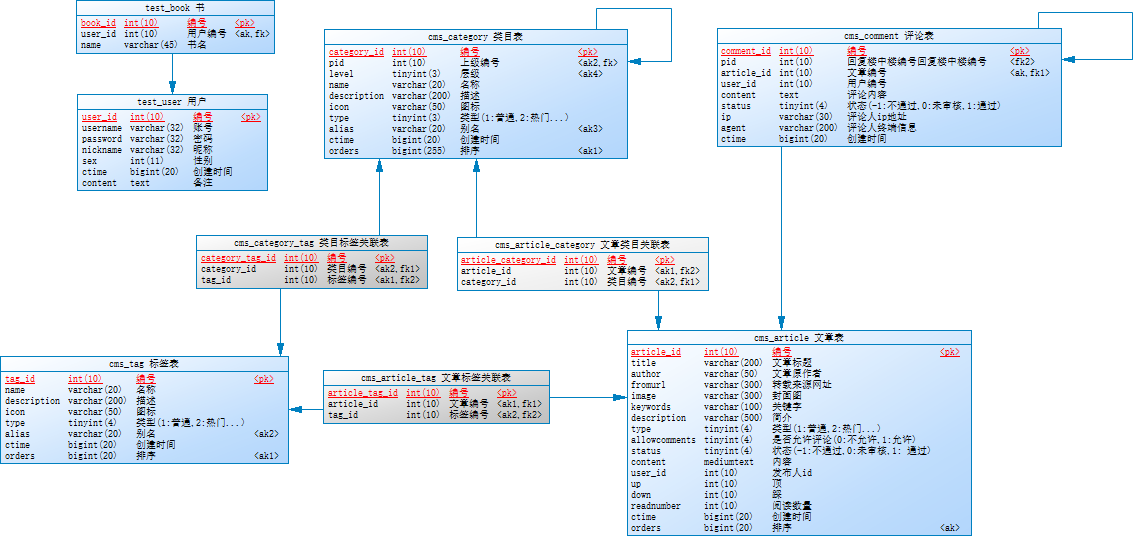 test_book 书
book_id int(10) 编号 <pk>
user_id int(10) 用户编号 <ak,fk>
name varchar(45) 书名
test_user 用户
user_id int(10) 编号 <pk>
username varchar(32) 账号
password varchar(32) 密码
nickname varchar(32) 昵称
sex int(11) 性别
ctime bigint(20) 创建时间
content text 备注
cms_category 类目表
category_id int(10) 编号 <pk>
pid int(10) 上级编号 <ak2,fk>
level tinyint(3) 层级 <ak4>
name varchar(20) 名称
description varchar(200) 描述
icon varchar(50) 图标
type tinyint(3) 类型(1:普通,2:热门...)
alias varchar(20) 别名 <ak3>
ctime bigint(20) 创建时间
orders bigint(255) 排序 <ak1>
cms_comment 评论表
comment_id int(10) 编号 <pk>
pid int(10) 回复楼中楼编号回复楼中楼编号 <fk2>
article_id int(10) 文章编号 <ak,fk1>
user_id int(10) 用户编号
content text 评论内容
status tinyint(4) 状态(-1:不通过,0:未审核,1:通过)
ip varchar(30) 评论人ip地址
agent varchar(200) 评论人终端信息
ctime bigint(20) 创建时间
cms_category_tag 类目标签关联表
category_tag_id int(10) 编号 <pk>
category_id int(10) 类目编号 <ak2,fk1>
tag_id int(10) 标签编号 <ak1,fk2>
cms_article_category 文章类目关联表
article_category_id int(10) 编号 <pk>
article_id int(10) 文章编号 <ak1,fk2>
category_id int(10) 类目编号 <ak2,fk1>
cms_tag 标签表
tag_id int(10) 编号 <pk>
name varchar(20) 名称
description varchar(200) 描述
icon varchar(50) 图标
type tinyint(4) 类型(1:普通,2:热门...)
alias varchar(20) 别名 <ak2>
ctime bigint(20) 创建时间
orders bigint(20) 排序 <ak1>
cms_article_tag 文章标签关联表
article_tag_id int(10) 编号 <pk>
article_id int(10) 文章编号 <ak1,fk1>
tag_id int(10) 标签编号 <ak2,fk2>
cms_article 文章表
article_id int(10) 编号 <pk>
title varchar(200) 文章标题
author varchar(50) 文章原作者
fromurl varchar(300) 转载来源网址
image varchar(300) 封面图
keywords varchar(100) 关键字
description varchar(500) 简介
type tinyint(4) 类型(1:普通,2:热门...)
allowcomments tinyint(4) 是否允许评论(0:不允许,1:允许)
status tinyint(4) 状态(-1:不通过,0:未审核,1: 通过)
content mediumtext 内容
user_id int(10) 发布人id
up int(10) 顶
down int(10) 踩
readnumber int(10) 阅读数量
ctime bigint(20) 创建时间
orders bigint(20) 排序 <ak>